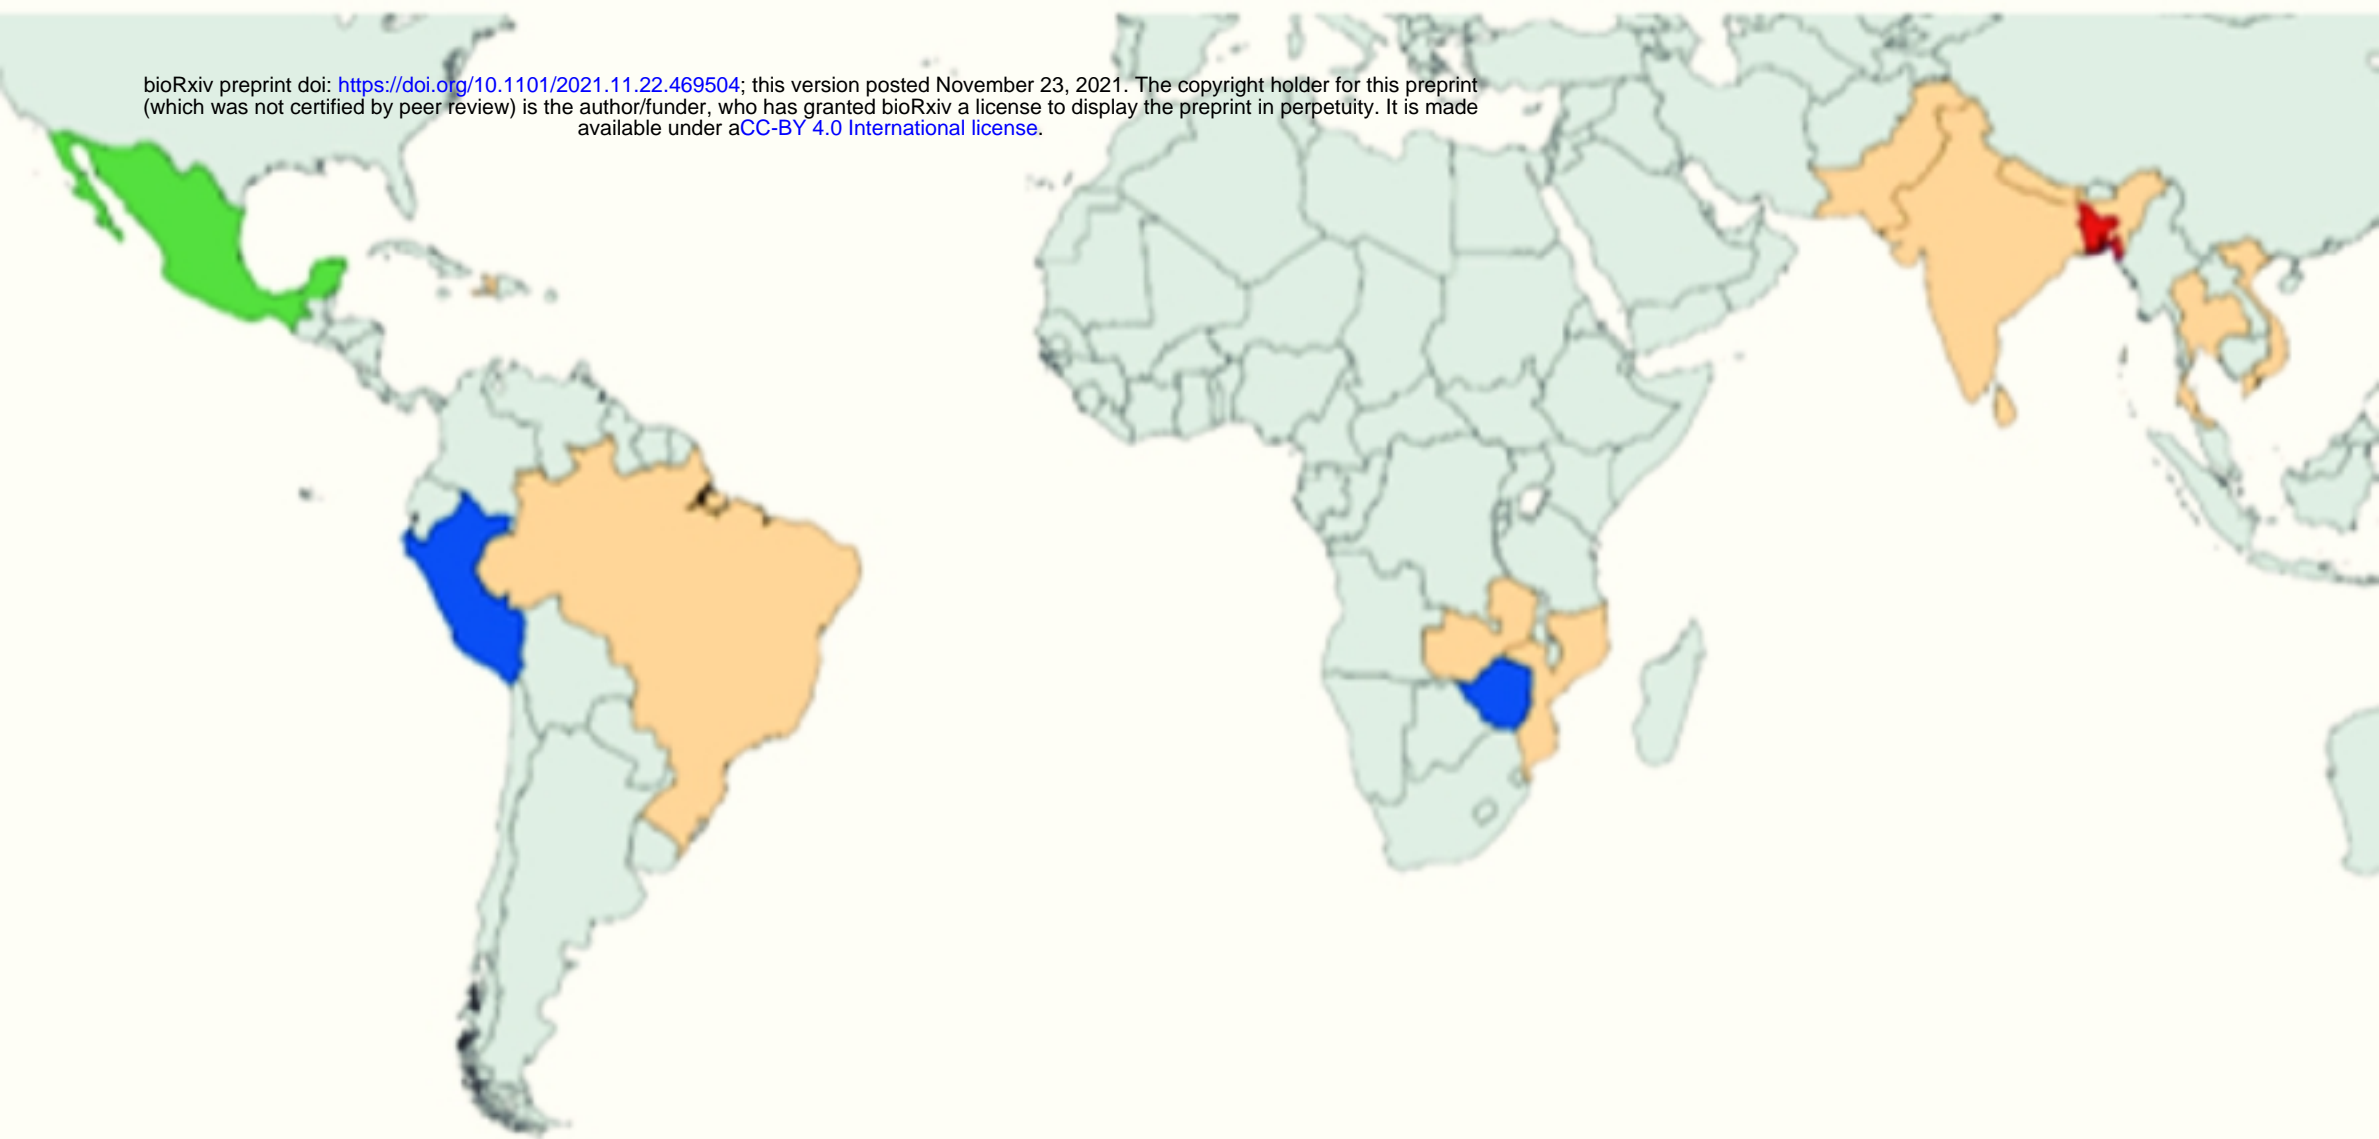 bioRxiv preprint doi: https://doi.org/10.1101/2021.11.22.469504; this version posted November 23, 2021. The copyright holder for this preprint
(which was not certified by peer review) is the author/funder, who has granted bioRxiv a license to display the preprint in perpetuity. It is made
available under aCC-BY 4.0 International license.